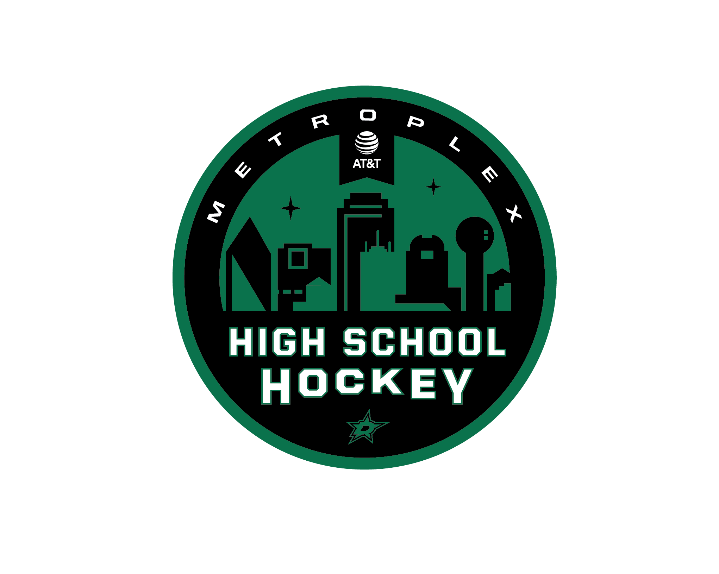 METROPLEX
AT&T
HIGH SCHOOL
HOCKEY
D